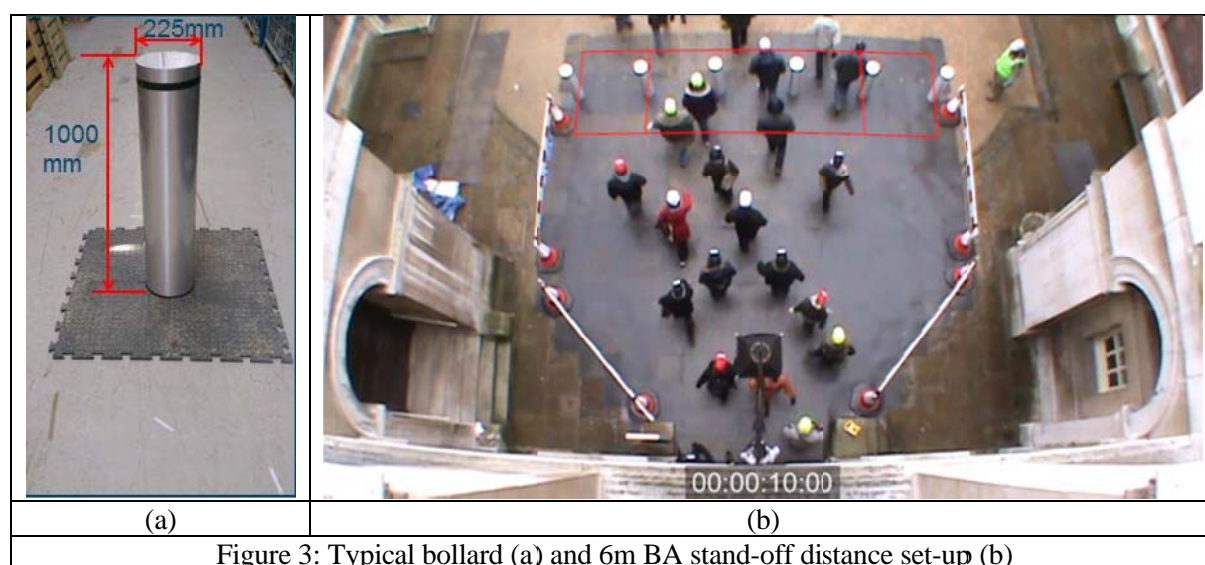 225mm
1000
mm
00:00:10:00
(a)
(b)
Figure 3: Typical bollard (a) and 6m BA stand-off distance set-up (b)